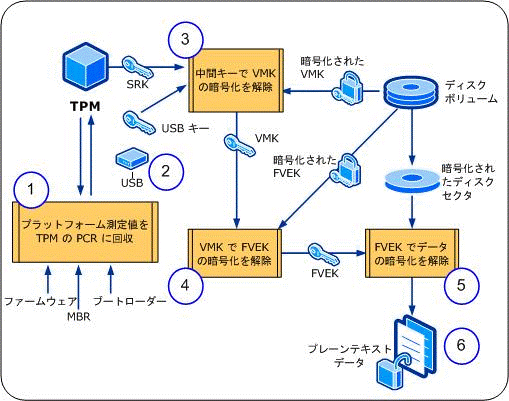 3
中間キーで VMK
の暗号化を解除
暗号化された
VMK
ディスク
ボリューム
SRK
TPM
USB キー
VMK
暗号化された
FVEK
暗号化され
たディスク
セクタ
USB
2
1
プラットフォーム測定値を
TPM の PCR に回収
VMK で FVEK
の暗号化を解除
4
FVEK
FVEK でデータ
の暗号化を解除
5
ファームウェア
MBR
ブートローダー
プレーンテキスト
データ
6